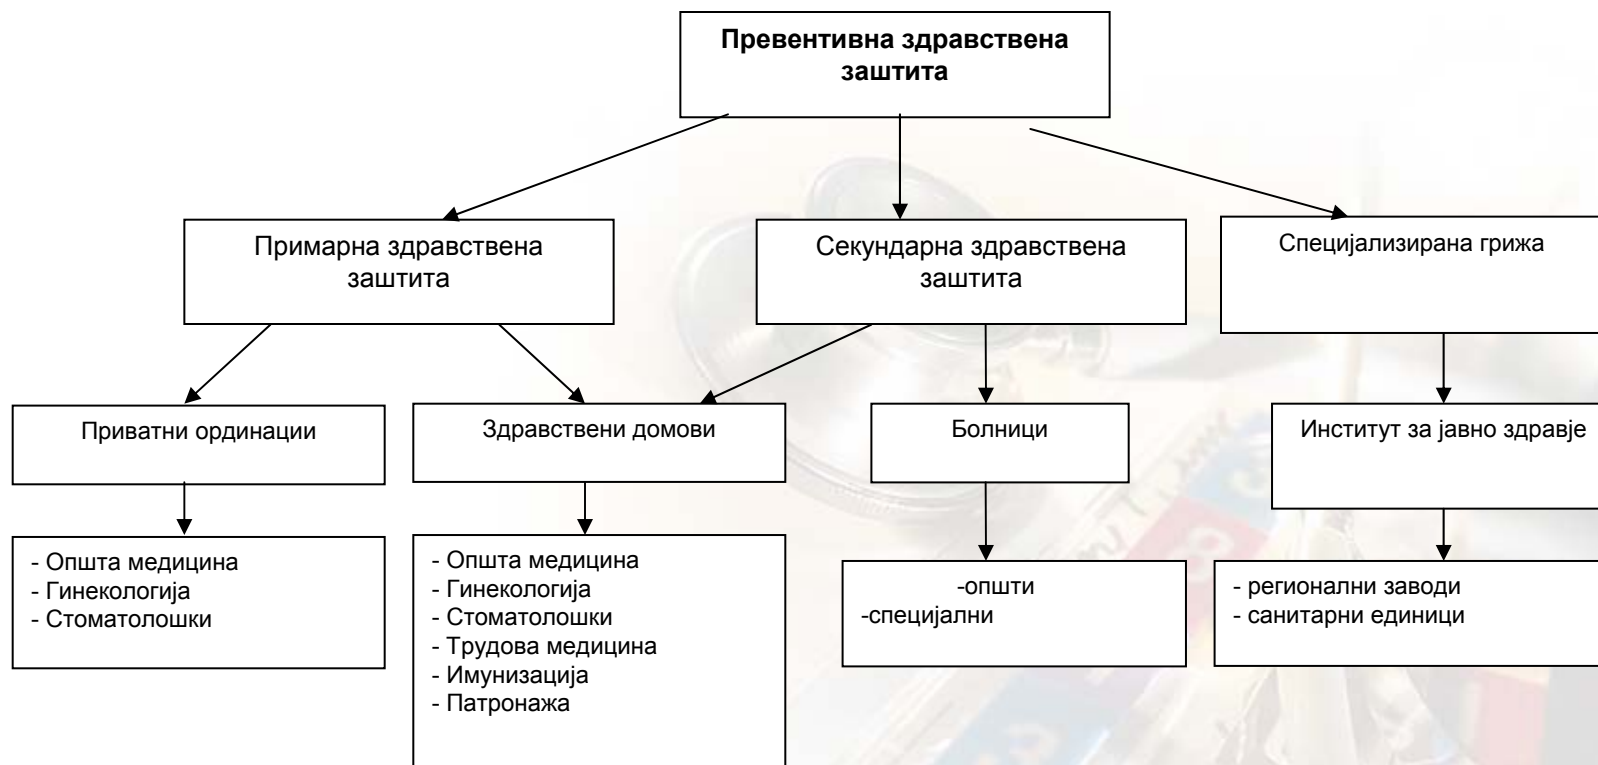 Превентивна здравствена
заштита
Примарна здравствена
заштита
Секундарна здравствена
заштита
Специјализирана грижа
Приватни ординации
Здравствени домови
Болници
Институт за јавно здравје
- Општа медицина
- Гинекологија
- Стоматолошки
- Општа медицина
- Гинекологија
- Стоматолошки
- Трудова медицина
- Имунизација
- Патронажа
-општи
-специјални
- регионални заводи
- санитарни единици